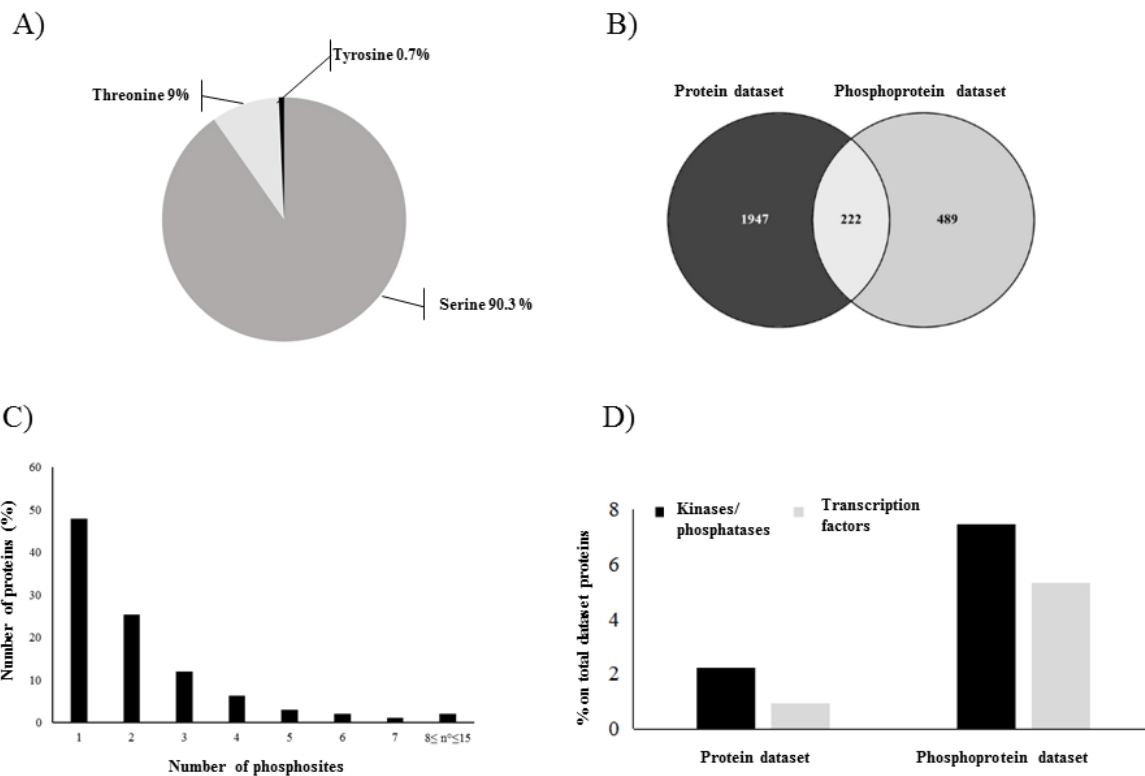 A)
Tyrosine 0.7%
Threonine 9%
Serine 90.3 %
B)
Protein dataset
Phosphoprotein dataset
1947
222
489
C)
Number of proteins (%)
60
50
40
30
20
10
0
1
2
3
4
5
6
7
8≤ n°≤15
Number of phosphosites
D)
% on total dataset proteins
8
6
4
2
0
Kinases/
phosphatases
Transcription
factors
Protein dataset
Phosphoprotein dataset